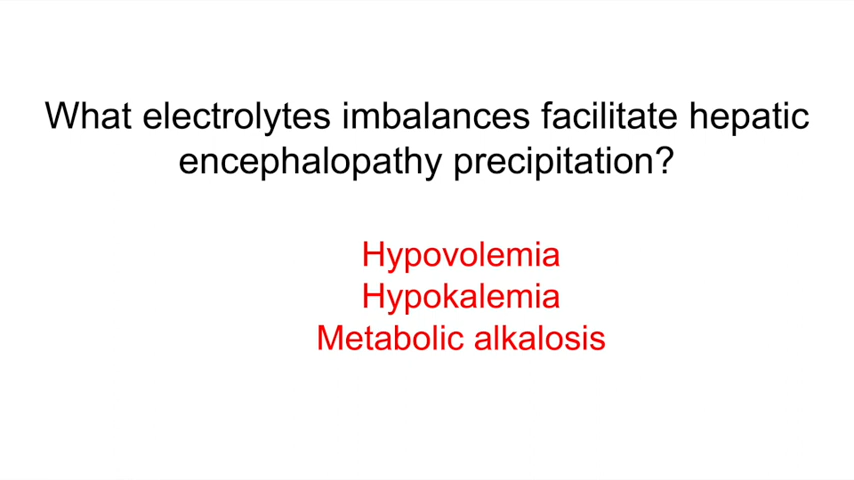 What electrolytes imbalances facilitate hepatic
encephalopathy precipitation?
Hypovolemia
Hypokalemia
Metabolic alkalosis